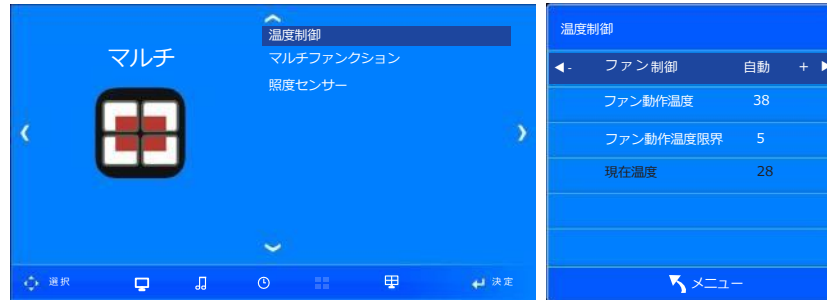 マルチ
温度制御
マルチファンクション
照度センサー
選択
決定
温度制御
- ファン制御 自動 +
ファン動作温度 38
ファン動作温度限界 5
現在温度 28
メニュー